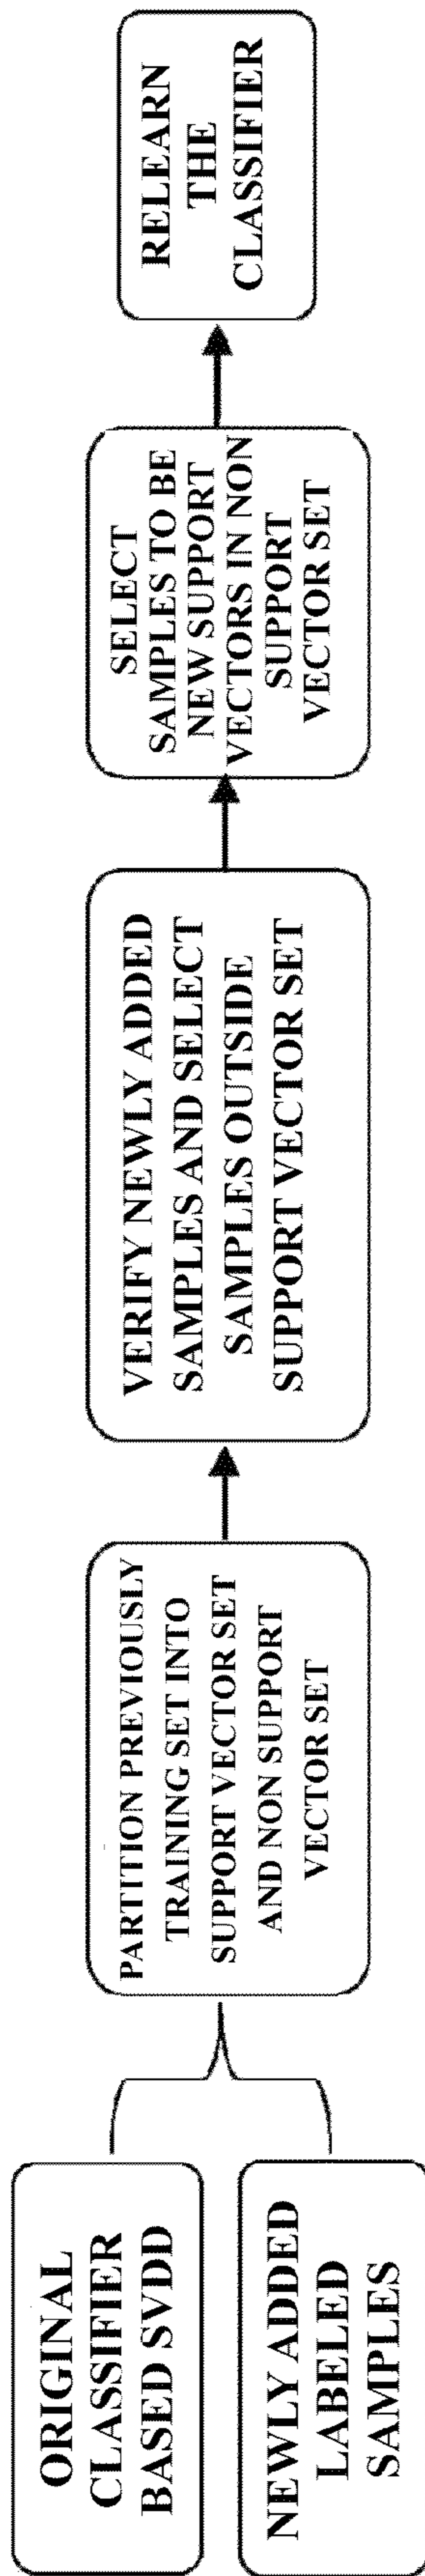 ORIGINAL
CLASSIFIER
BASED SVDD
NEWLY ADDED
LABELED
SAMPLES
PARTITION PREVIOUSLY
TRAINING SET INTO
SUPPORT VECTOR SET
AND NON SUPPORT
VECTOR SET
VERIFY NEWLY ADDED
SAMPLES AND SELECT
SAMPLES OUTSIDE
SUPPORT VECTOR SET
SELECT
SAMPLES TO BE
NEW SUPPORT
VECTORS IN NON
SUPPORT
VECTOR SET
RELEARN
THE
CLASSIFIER